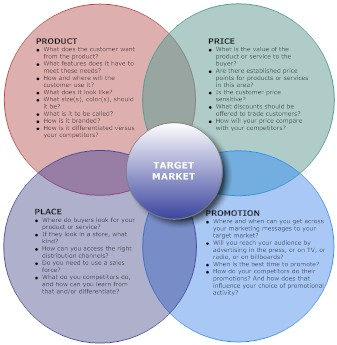 PRODUCT
What does the customer want
from the product?
What features does it have to
meet these needs?
How and where will the
customer use it?
What does it look like?
What size(s), color(s), should
it be?
What is it to be called?
How is it branded?
How is it differentiated versus
your competitors?
PRICE
What is the value of the
product or service to the
buyer?
Are there established price
points for products or services
in this area?
Is the customer price
sensitive?
What discounts should be
offered to trade customers?
How will your price compare
with your competitors?
TARGET
MARKET
PLACE
Where do buyers look for your
product or service?
If they look in a store, what
kind?
How can you access the right
distribution channels?
Do you need to use a sales
force?
What do you competitors do,
and how can you learn from
that and/or differentiate?
PROMOTION
Where and when can you get across
your marketing messages to your
target market?
Will you reach your audience by
advertising in the press, or on TV, or
radio, or on billboards?
When is the best time to promote?
How do your competitors do their
promotions? And how does that
influence your choice of promotional
activity?